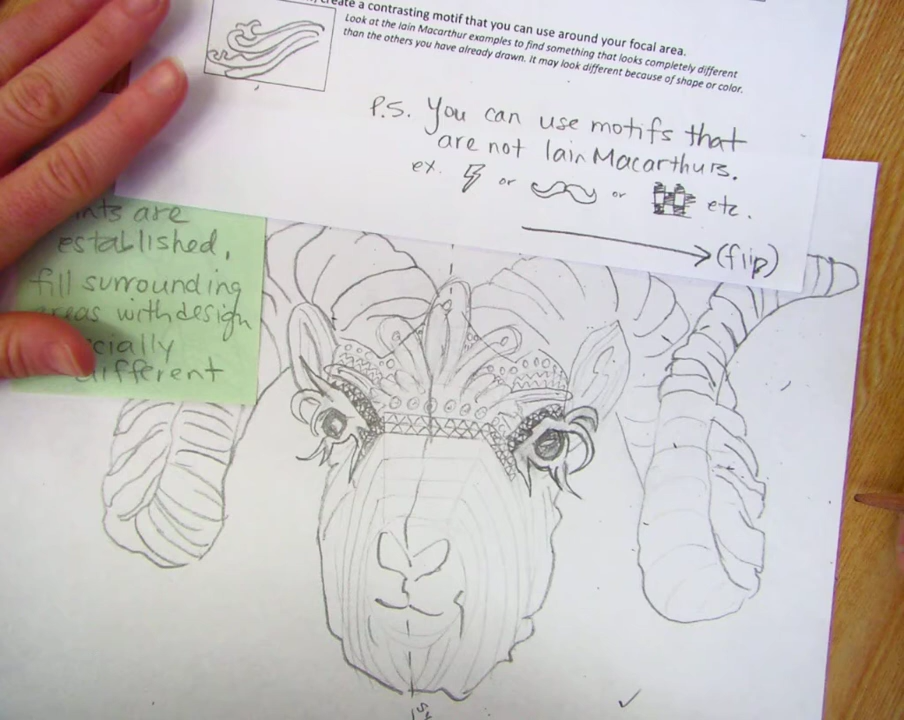 create a contrasting motif that you can use around your focal area.
Look at the Iain Macarthur examples to find something that looks completely different
than the others you have already drawn. It may look different because of shape or color.
P.S. You can use motifs that
are not Iain Macarthurs.
ex. or or etc.
(flip)
are
established,
fill surrounding
areas with design
different